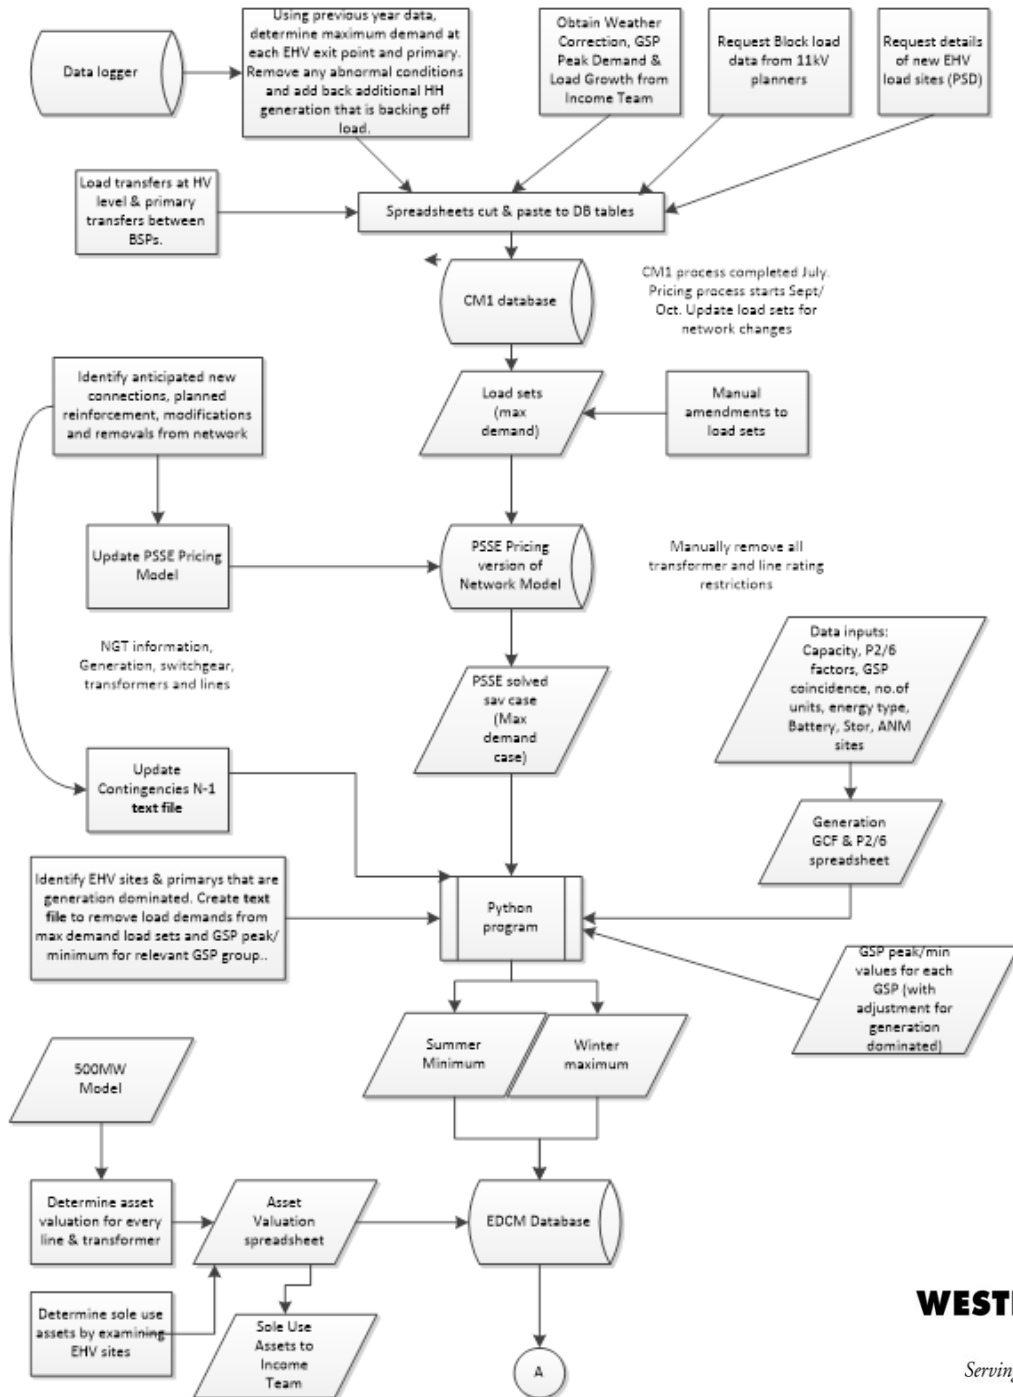 Using previous year data,
determine maximum demand at
each EHV exit point and primary.
Remove any abnormal conditions
and add back additional HH
generation that is backing off
load.
Obtain Weather
Correction, GSP
Peak Demand &
Load Growth from
Income Team
Request Block load
data from 11kV
planners
Request details
of new EHV
load sites (PSD)
Data logger
Load transfers at HV
level & primary
transfers between
BSPs.
Spreadsheets cut & paste to DB tables
CM1 database
CM1 process completed July.
Pricing process starts Sept/
Oct. Update load sets for
network changes
Identify anticipated new
connections, planned
reinforcement, modifications
and removals from network
Load sets
(max
demand)
Manual
amendments to
load sets
Update PSSE Pricing
Model
PSSE Pricing
version of
Network Model
Manually remove all
transformer and line rating
restrictions
NGT information,
Generation, switchgear,
transformers and lines
PSSE solved
sav case
(Max
demand
case)
Data inputs:
Capacity, P2/6
factors, GSP
coincidence, no.of
units, energy type,
Battery, Stor, ANM
sites
Update
Contingencies N-1
text file
Generation
GCF & P2/6
spreadsheet
Identify EHV sites & primarys that are
generation dominated. Create text
file to remove load demands from
max demand load sets and GSP peak/
minimum for relevant GSP group..
Python
program
GSP peak/min
values for each
GSP (with
adjustment for
generation
dominated)
Summer
Minimum
Winter
maximum
500MW
Model
Determine asset
valuation for every
line & transformer
Asset
Valuation
spreadsheet
EDCM Database
Determine sole use
assets by examining
EHV sites
Sole Use
Assets to
Income
Team
A
WEST
Serving